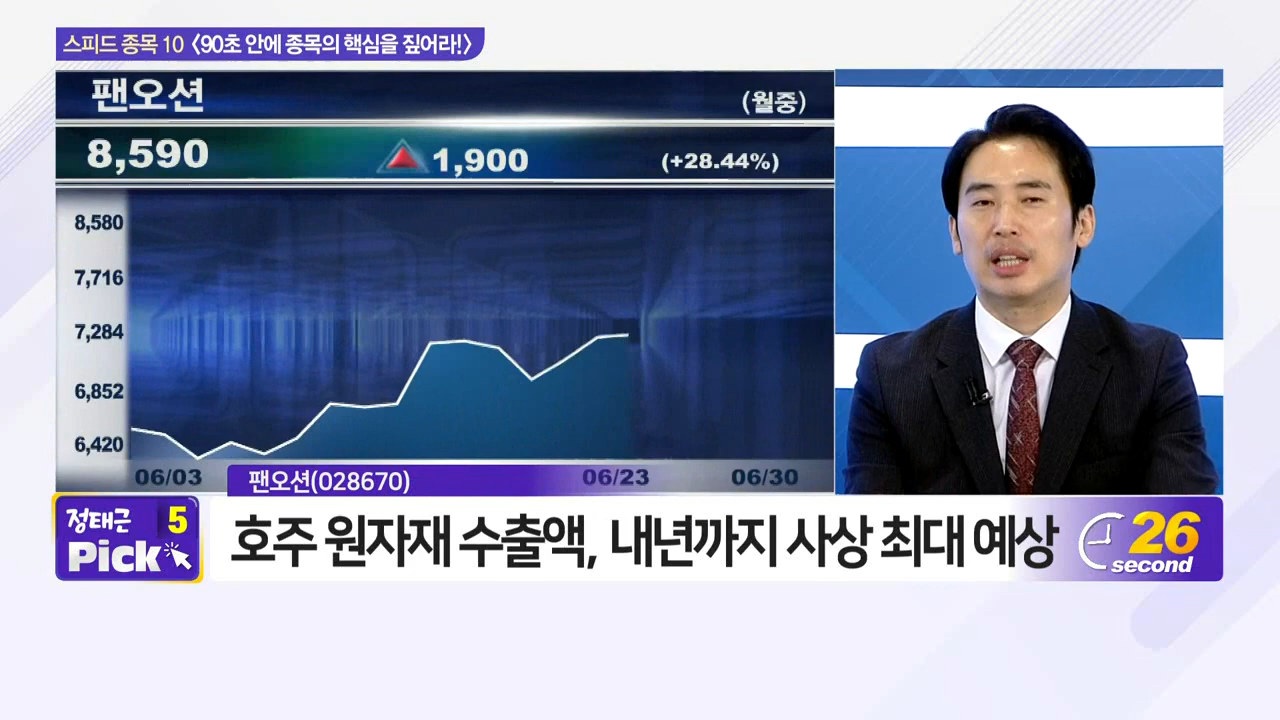 스피드 종목 10 <90초 안에 종목의 핵심을 짚어라!>
팬오션
(월중)
8,590
1,900
(+28.44%)
8,580
7,716
7,284
6,852
6,420
06/03
06/23
06/30
팬오션(028670)
정태근 5
Pick
호주 원자재 수출액, 내년까지 사상 최대 예상
26
second